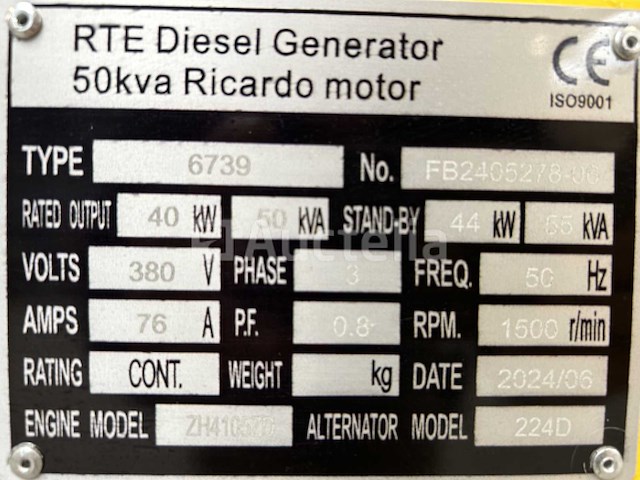 RTE Diesel Generator
50kva Ricardo motor
CE
ISO9001
TYPE 6739 No.
RATED OUTPUT 40 kW 50 kVA STAND-BY 44 kW 55 kVA
Auctelia
VOLTS 380 V PHASE 3 FREQ. 50 Hz
AMPS 76 A P.F. 0.8 RPM. 1500 r/min
RATING CONT. WEIGHT kg DATE 2024/06
ENGINE MODEL ALTERNATOR MODEL 224D